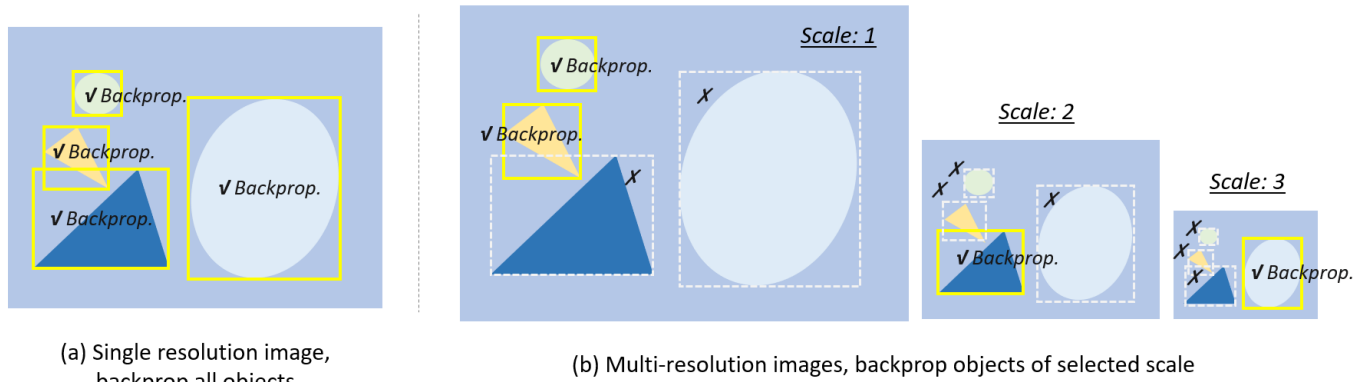 √ Backprop.
√ Backprop.
√ Backprop.
√ Backprop.
(a) Single resolution image,
backprop all objects
Scale: 1
√ Backprop.
√ Backprop.
✗
✗
Scale: 2
✗
✗
✗
√ Backprop.
Scale: 3
✗
✗
✗
√ Backprop.
(b) Multi-resolution images, backprop objects of selected scale